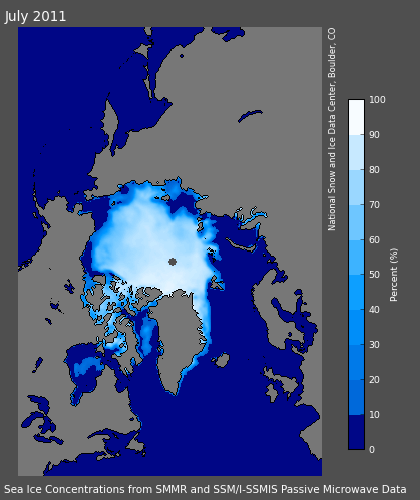 July 2011
National Snow and Ice Data Center, Boulder, CO
100
90
80
70
60
50
40
30
20
10
0
Percent (%)
Sea Ice Concentrations from SMMR and SSM/I-SSMIS Passive Microwave Data